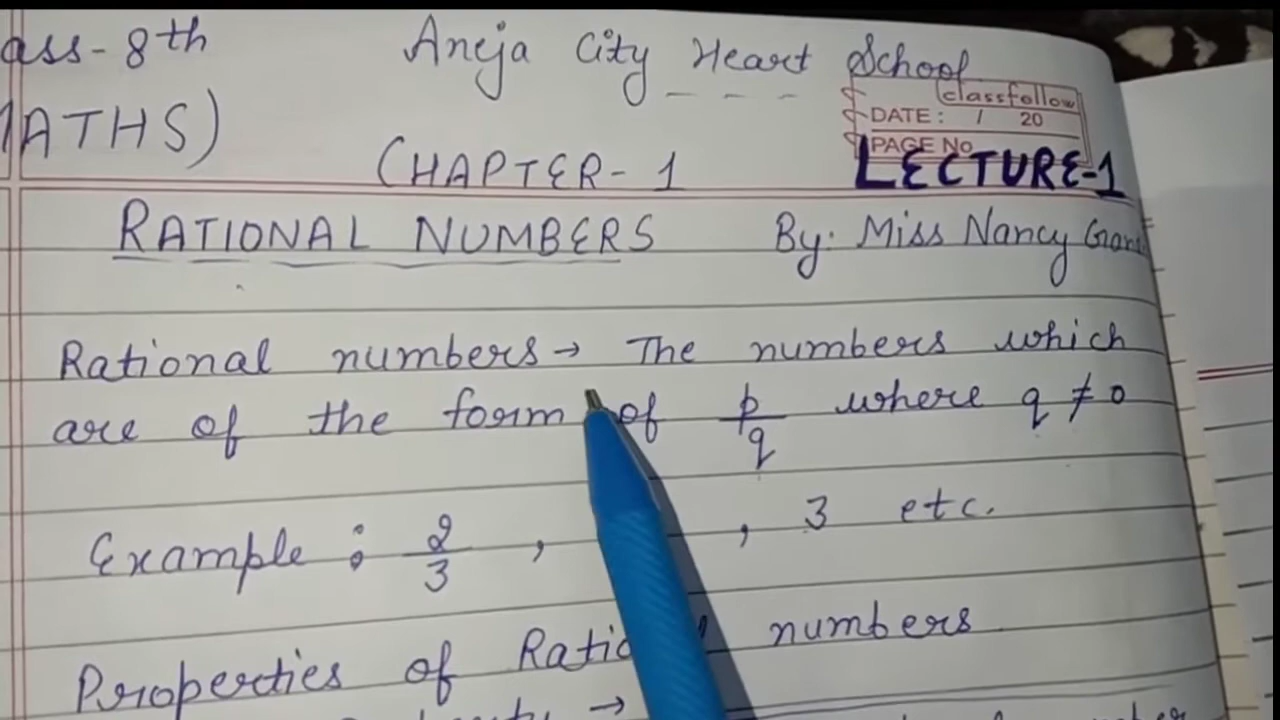 ass - 8th Aneja City Heart School
classfollow
DATE: / 20
PAGE No
MATHS)
CHAPTER - 1 LECTURE-1
RATIONAL NUMBERS By: Miss Nancy
Rational numbers → The numbers which
are of the form of p/q where q ≠ 0
Example : 2/3 , , 3 etc.
Properties of numbers
→